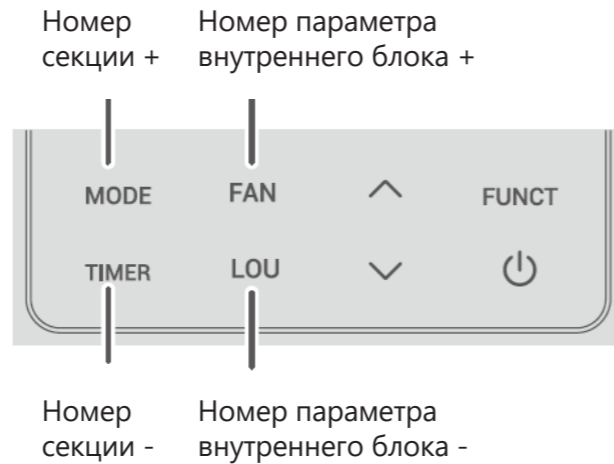 Номер
секции +
Номер параметра
внутреннего блока +
MODE FAN FUNCT
TIMER LOU
Номер
секции -
Номер параметра
внутреннего блока -